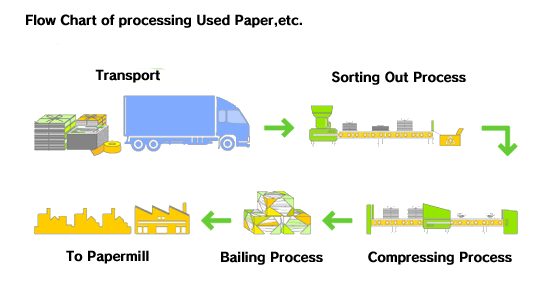 Flow Chart of processing Used Paper,etc.
Transport
Sorting Out Process
To Papermill
Bailing Process
Compressing Process